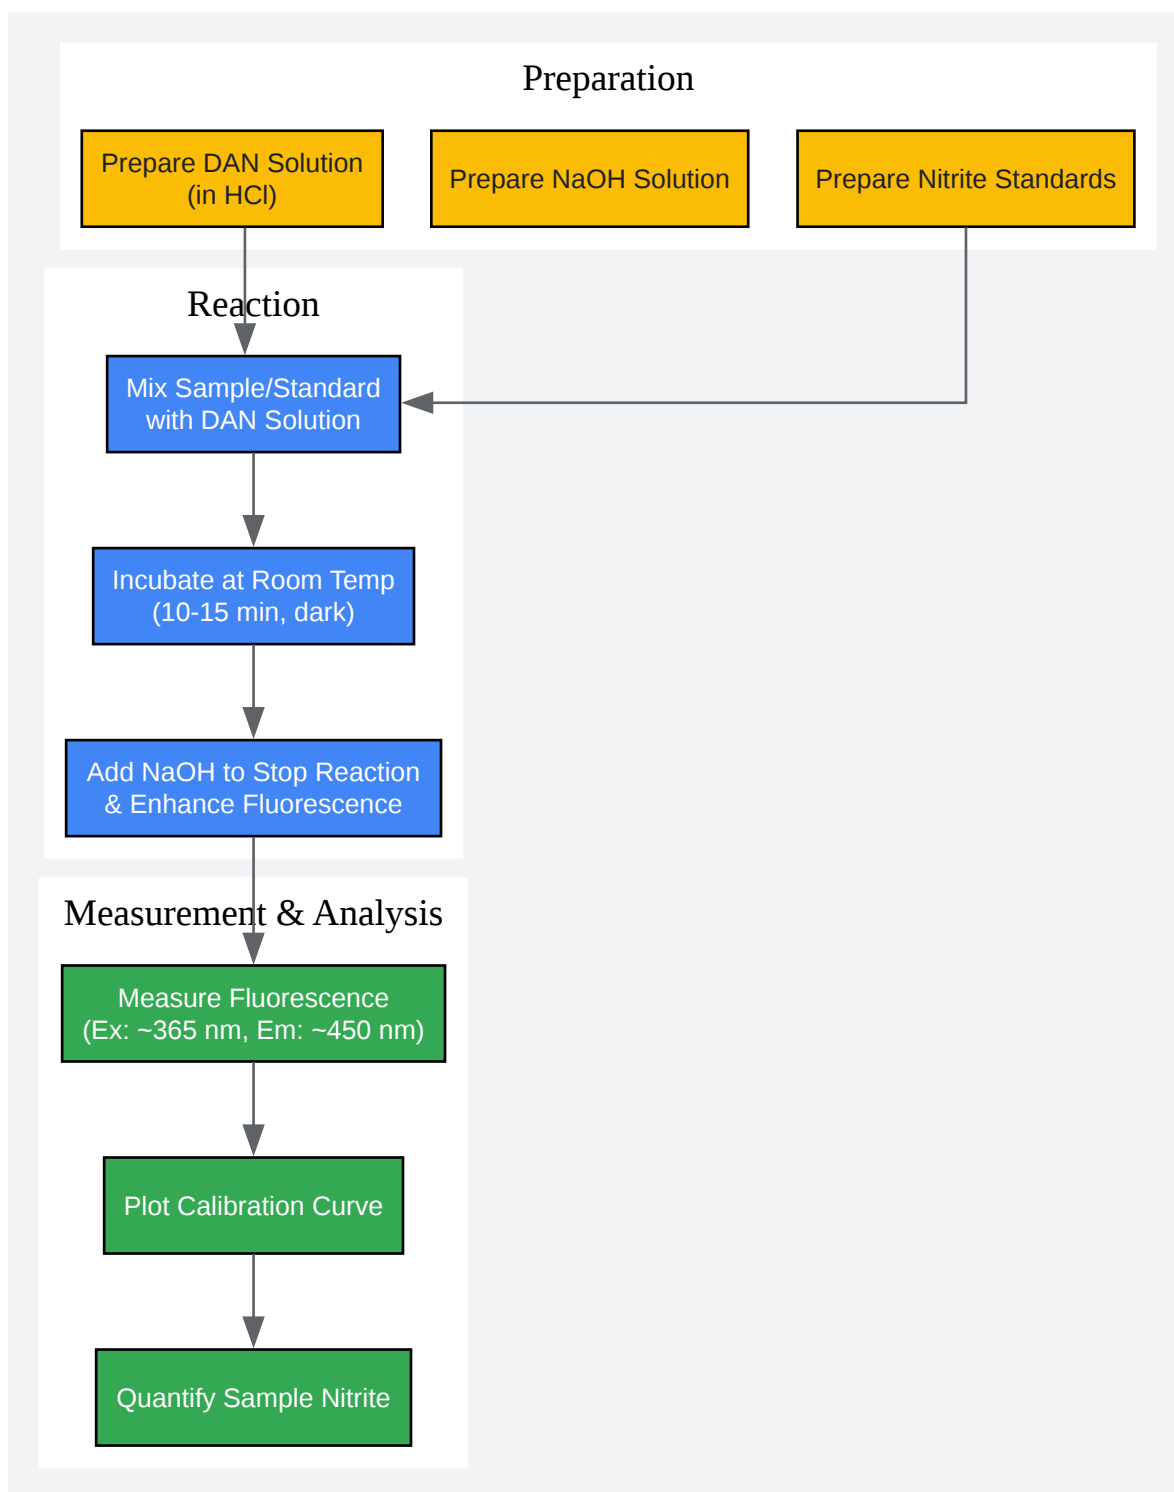 Preparation
Prepare DAN Solution
(in HCl)
Prepare NaOH Solution
Prepare Nitrite Standards
Reaction
Mix Sample/Standard
with DAN Solution
Incubate at Room Temp
(10-15 min, dark)
Add NaOH to Stop Reaction
& Enhance Fluorescence
Measurement & Analysis
Measure Fluorescence
(Ex: ~365 nm, Em: ~450 nm)
Plot Calibration Curve
Quantify Sample Nitrite